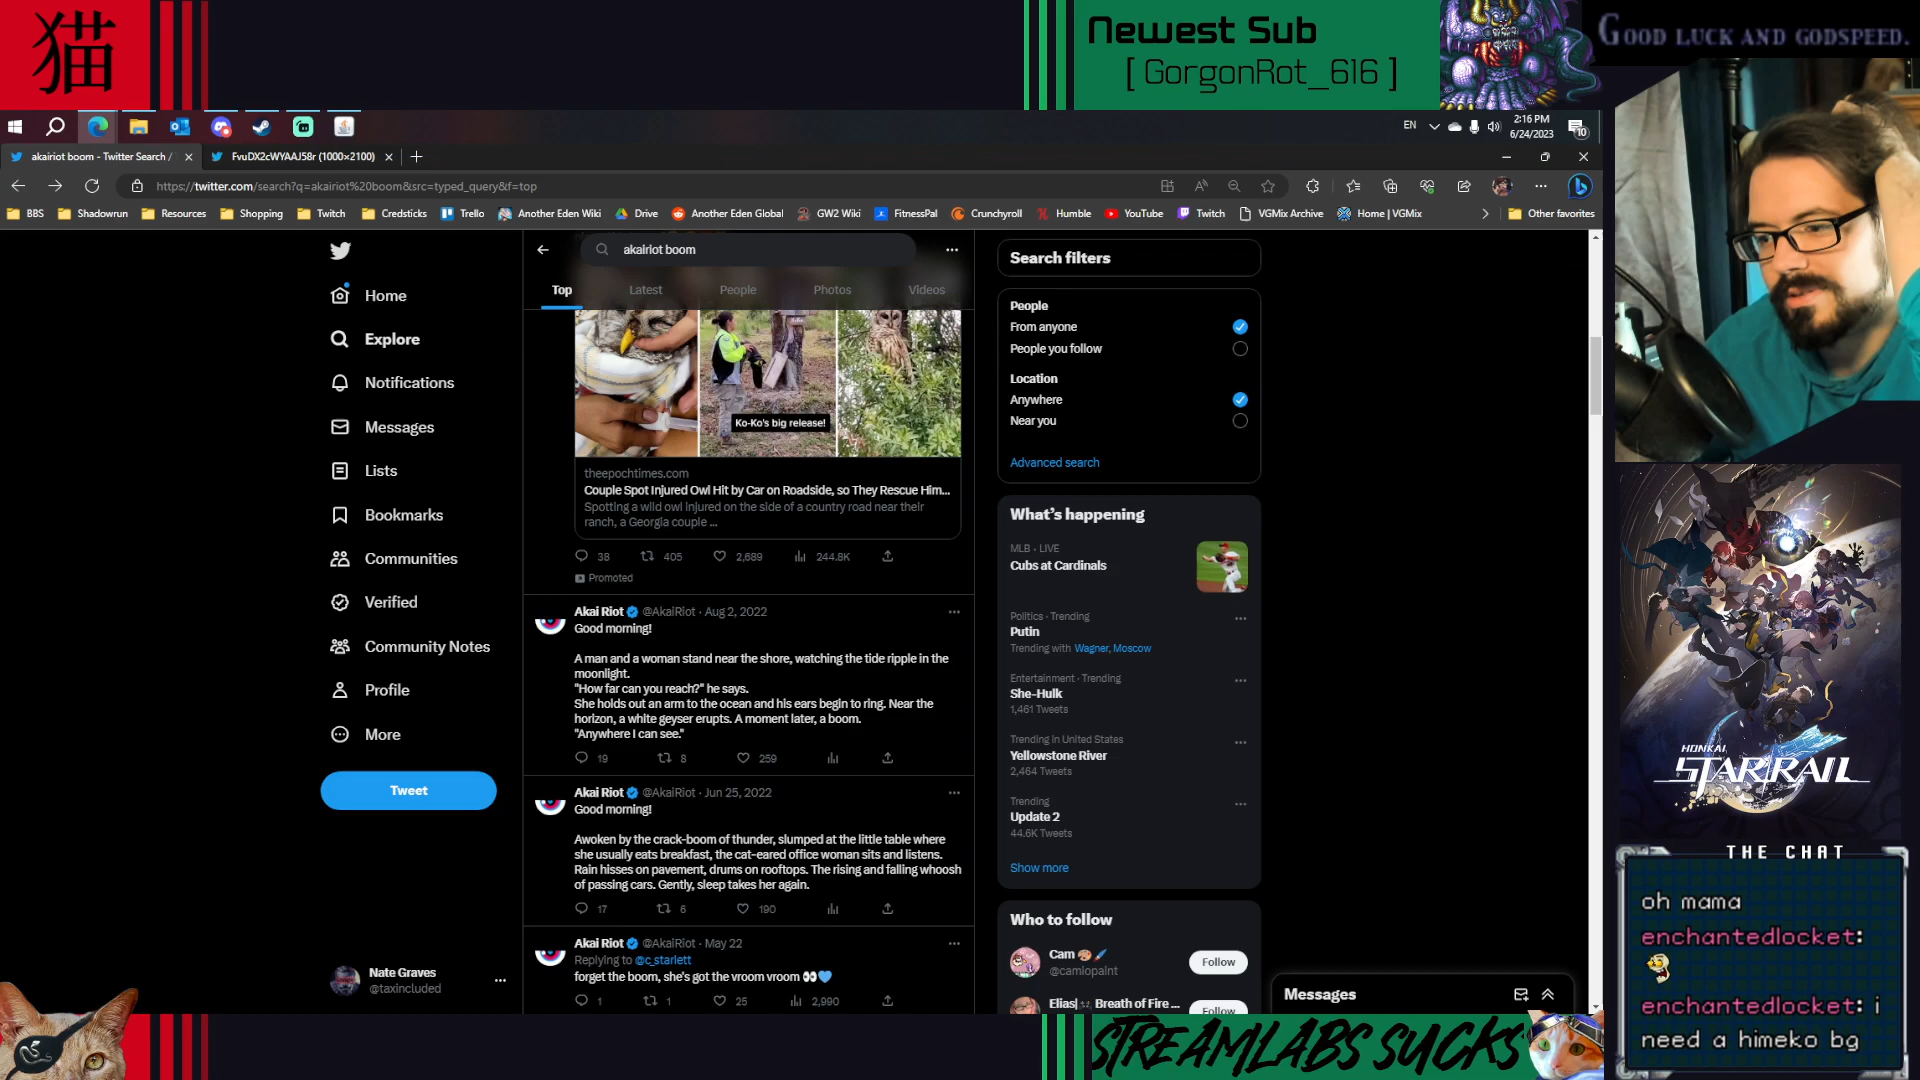 猫
Newest Sub
[ GorgonRot_616 ]
GOOD LUCK AND GODSPEED.
EN
2:16 PM
6/24/2023
10
akairiot boom - Twitter Search /
FvuDX2cWYAAJ58r (1000×2100)
https://twitter.com/search?q=akairiot%20boom&src=typed_query&f=top
BBS
Shadowrun
Resources
Shopping
Twitch
Credsticks
Trello
Another Eden Wiki
Drive
Another Eden Global
GW2 Wiki
FitnessPal
Crunchyroll
Humble
YouTube
Twitch
VGMix Archive
Home | VGMix
Other favorites
Home
Explore
Notifications
Messages
Lists
Bookmarks
Communities
Verified
Community Notes
Profile
More
Tweet
Nate Graves
@taxincluded
akairiot boom
Top
Latest
People
Photos
Videos
Ko-Ko's big release!
theepochtimes.com
Couple Spot Injured Owl Hit by Car on Roadside, so They Rescue Him...
Spotting a wild owl injured on the side of a country road near their
ranch, a Georgia couple ...
38
405
2,689
244.8K
Promoted
Akai Riot @AkaiRiot · Aug 2, 2022
Good morning!
A man and a woman stand near the shore, watching the tide ripple in the
moonlight.
"How far can you reach?" he says.
She holds out an arm to the ocean and his ears begin to ring. Near the
horizon, a white geyser erupts. A moment later, a boom.
"Anywhere I can see."
19
8
259
Akai Riot @AkaiRiot · Jun 25, 2022
Good morning!
Awoken by the crack-boom of thunder, slumped at the little table where
she usually eats breakfast, the cat-eared office woman sits and listens.
Rain hisses on pavement, drums on rooftops. The rising and falling whoosh
of passing cars. Gently, sleep takes her again.
17
6
190
Akai Riot @AkaiRiot · May 22
Replying to @c_starlett
forget the boom, she's got the vroom vroom 👀💙
1
1
25
2,990
Search filters
People
From anyone
People you follow
Location
Anywhere
Near you
Advanced search
What's happening
MLB · LIVE
Cubs at Cardinals
Politics · Trending
Putin
Trending with Wagner, Moscow
Entertainment · Trending
She-Hulk
1,461 Tweets
Trending in United States
Yellowstone River
2,464 Tweets
Trending
Update 2
44.6K Tweets
Show more
Who to follow
Cam
@camiopaint
Follow
Elias| Breath of Fire ...
Follow
Messages
HONKAI
STAR RAIL
THE CHAT
oh mama
enchantedlocket:
enchantedlocket: i
need a himeko bg
STREAMLABS SUCKS